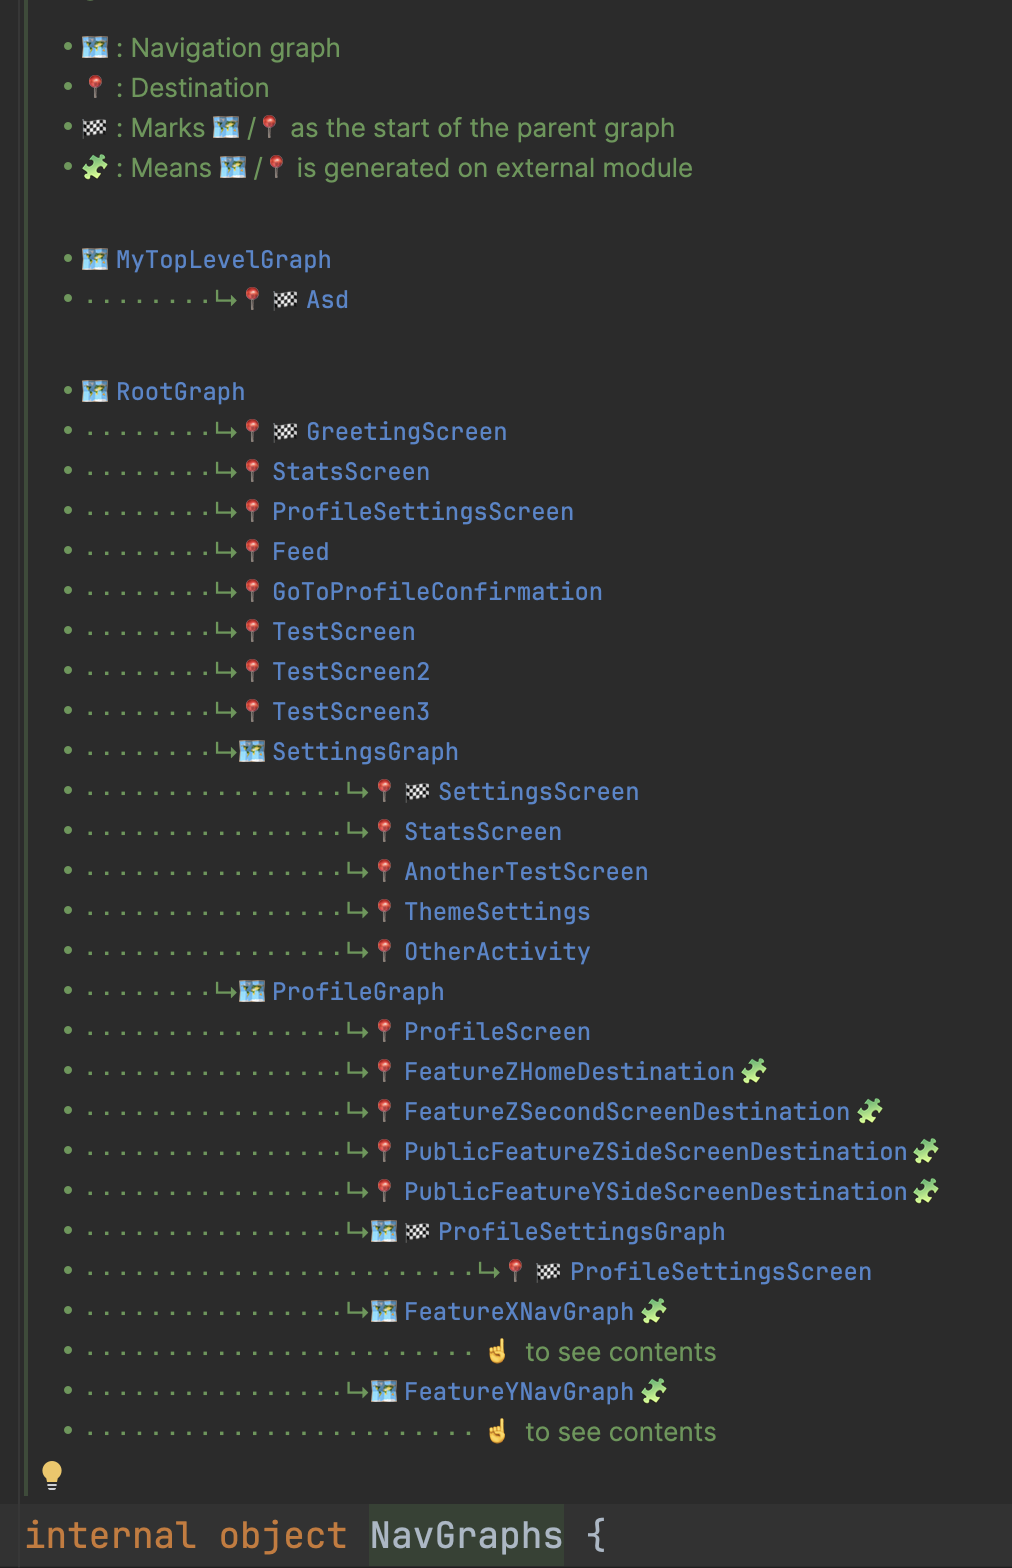 • 🗺️ : Navigation graph
• 📍 : Destination
• 🏁 : Marks 🗺️ /📍 as the start of the parent graph
• 🧩 : Means 🗺️ /📍 is generated on external module
• 🗺️ MyTopLevelGraph
• ········↳📍 🏁 Asd
• 🗺️ RootGraph
• ········↳📍 🏁 GreetingScreen
• ········↳📍 StatsScreen
• ········↳📍 ProfileSettingsScreen
• ········↳📍 Feed
• ········↳📍 GoToProfileConfirmation
• ········↳📍 TestScreen
• ········↳📍 TestScreen2
• ········↳📍 TestScreen3
• ········↳🗺️ SettingsGraph
• ················↳📍 🏁 SettingsScreen
• ················↳📍 StatsScreen
• ················↳📍 AnotherTestScreen
• ················↳📍 ThemeSettings
• ················↳📍 OtherActivity
• ········↳🗺️ ProfileGraph
• ················↳📍 ProfileScreen
• ················↳📍 FeatureZHomeDestination 🧩
• ················↳📍 FeatureZSecondScreenDestination 🧩
• ················↳📍 PublicFeatureZSideScreenDestination 🧩
• ················↳📍 PublicFeatureYSideScreenDestination 🧩
• ················↳🗺️ 🏁 ProfileSettingsGraph
• ························↳📍 🏁 ProfileSettingsScreen
• ················↳🗺️ FeatureXNavGraph 🧩
• ························ ☝️ to see contents
• ················↳🗺️ FeatureYNavGraph 🧩
• ························ ☝️ to see contents
internal object NavGraphs {